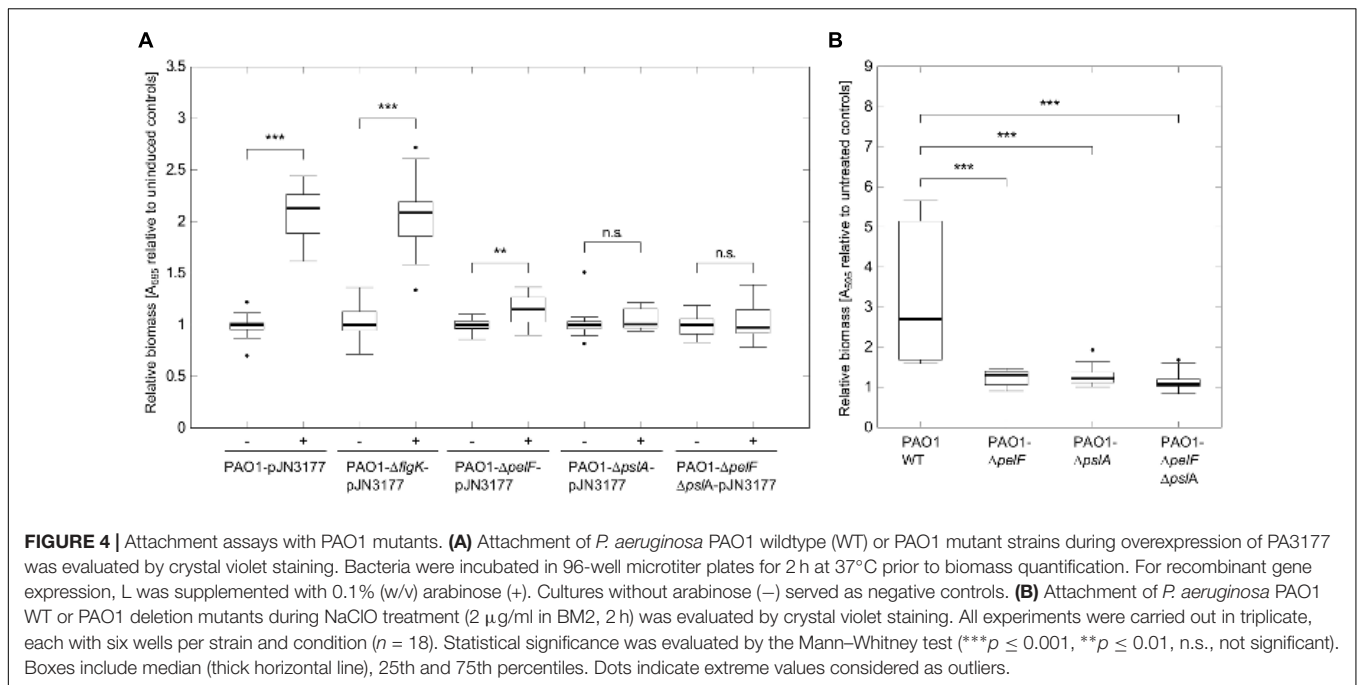 A
Relative biomass [A595 relative to uninduced controls]
3.5
3
2.5
2
1.5
1
0.5
0
***
***
**
n.s.
n.s.
- + - + - + - + - +
PAO1-pJN3177
PAO1-ΔflgK-
pJN3177
PAO1-ΔpelF-
pJN3177
PAO1-ΔpslA-
pJN3177
PAO1-ΔpelF
ΔpslA-pJN3177
B
Relative biomass [A595 relative to untreated controls]
9
8
7
6
5
4
3
2
1
0
***
***
***
PAO1
WT
PAO1-
ΔpelF
PAO1-
ΔpslA
PAO1-
ΔpelF
ΔpslA
FIGURE 4 | Attachment assays with PAO1 mutants. (A) Attachment of P. aeruginosa PAO1 wildtype (WT) or PAO1 mutant strains during overexpression of PA3177
was evaluated by crystal violet staining. Bacteria were incubated in 96-well microtiter plates for 2 h at 37°C prior to biomass quantification. For recombinant gene
expression, L was supplemented with 0.1% (w/v) arabinose (+). Cultures without arabinose (−) served as negative controls. (B) Attachment of P. aeruginosa PAO1
WT or PAO1 deletion mutants during NaClO treatment (2 μg/ml in BM2, 2 h) was evaluated by crystal violet staining. All experiments were carried out in triplicate,
each with six wells per strain and condition (n = 18). Statistical significance was evaluated by the Mann–Whitney test (***p ≤ 0.001, **p ≤ 0.01, n.s., not significant).
Boxes include median (thick horizontal line), 25th and 75th percentiles. Dots indicate extreme values considered as outliers.